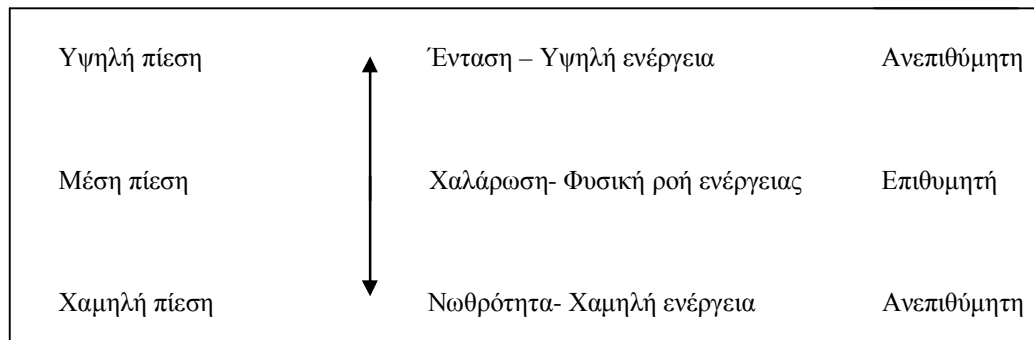 Υψηλή πίεση Ένταση – Υψηλή ενέργεια Ανεπιθύμητη
Μέση πίεση Χαλάρωση- Φυσική ροή ενέργειας Επιθυμητή
Χαμηλή πίεση Νωθρότητα- Χαμηλή ενέργεια Ανεπιθύμητη